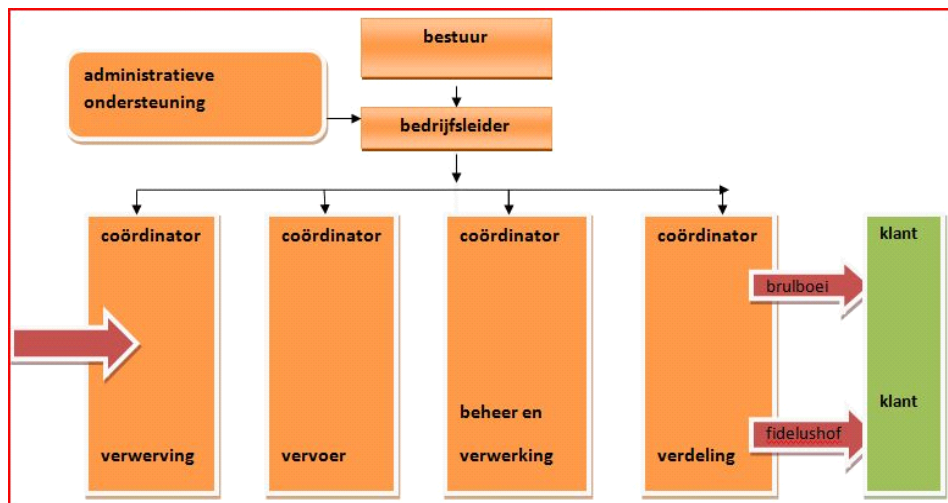 bestuur
administratieve
ondersteuning
bedrijfsleider
coördinator
verwerving
coördinator
vervoer
coördinator
beheer en
verwerking
coördinator
verdeling
brulboei
fidelushof
klant
klant